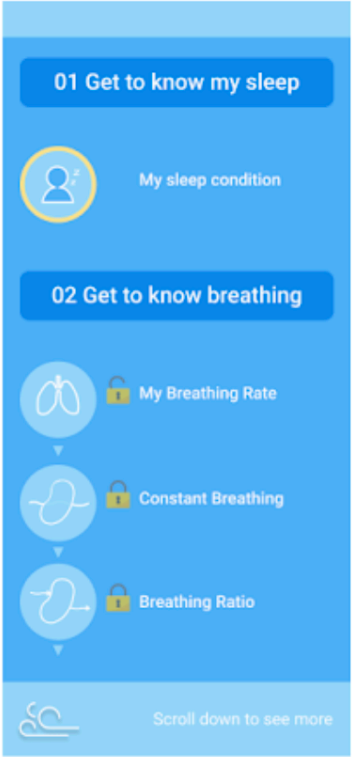 01 Get to know my sleep
My sleep condition
02 Get to know breathing
My Breathing Rate
Constant Breathing
Breathing Ratio
Scroll down to see more